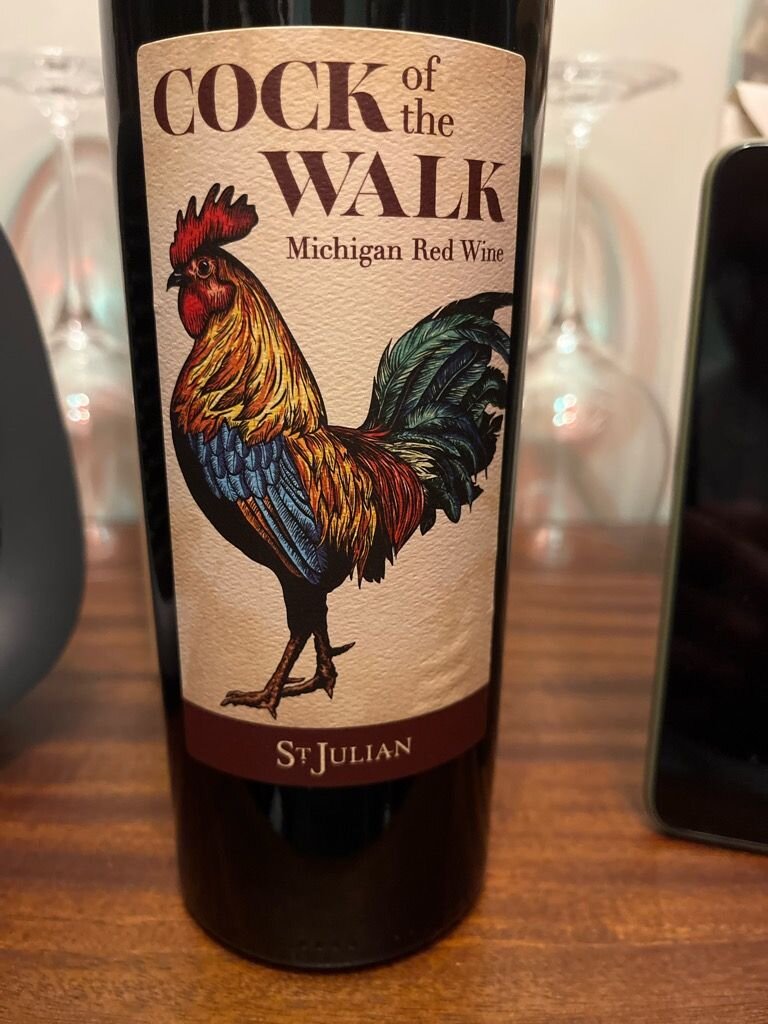 COCK of
the
WALK
Michigan Red Wine
ST JULIAN